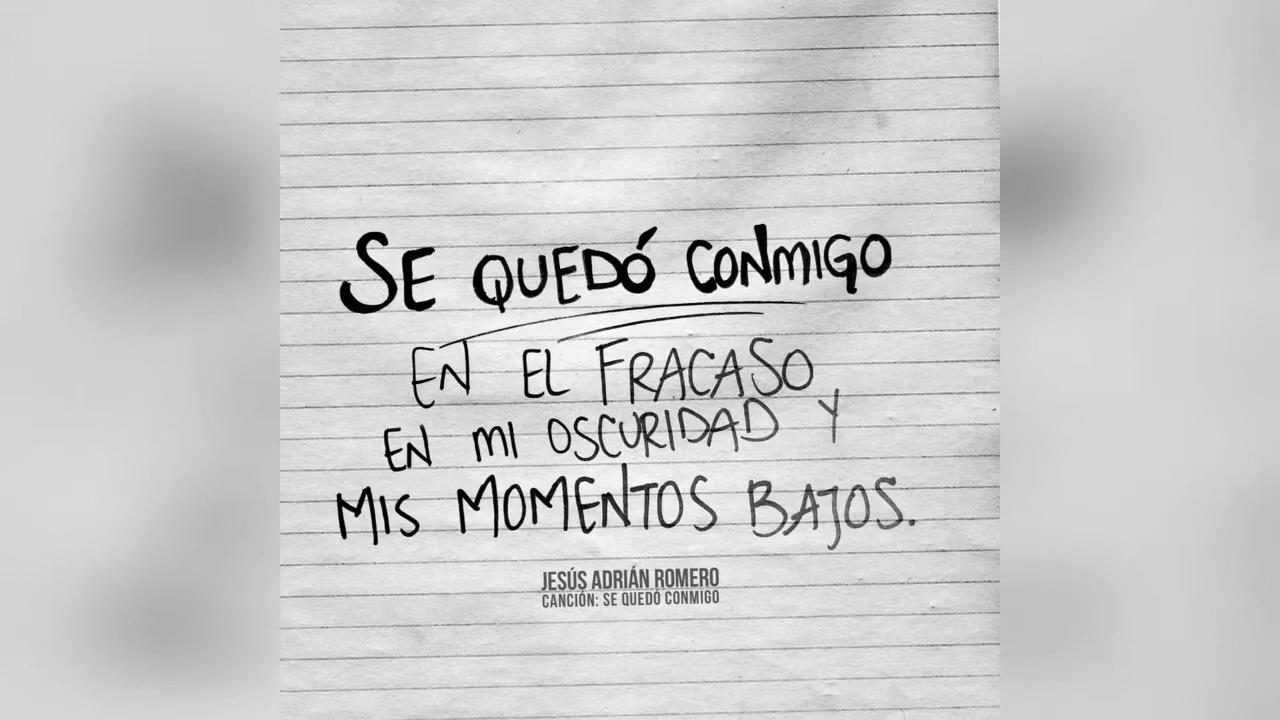 SE QUEDÓ CONMIGO
EN EL FRACASO
EN MI OSCURIDAD Y
MIS MOMENTOS BAJOS.
JESÚS ADRIÁN ROMERO
CANCIÓN: SE QUEDÓ CONMIGO